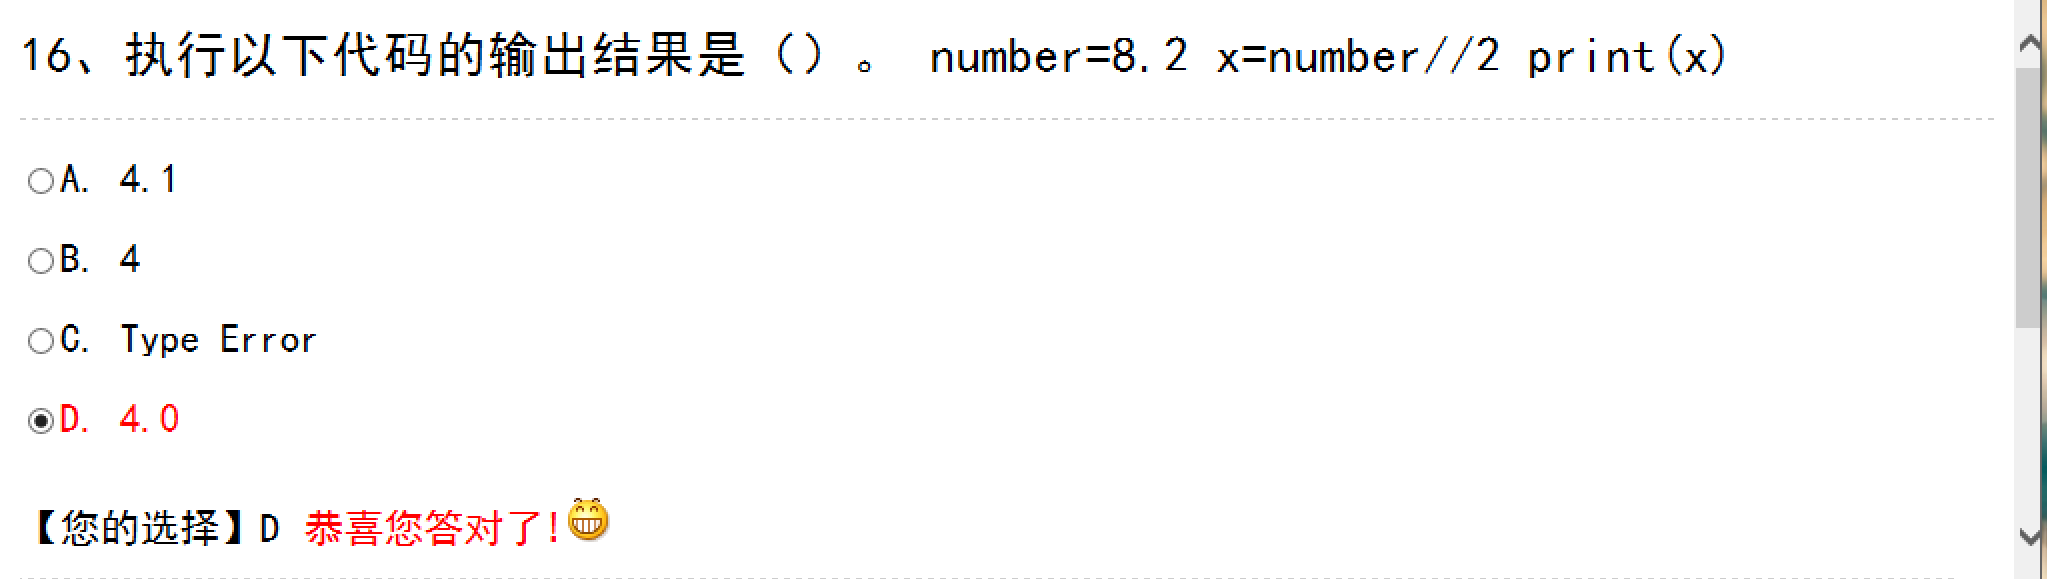 16、执行以下代码的输出结果是（）。 number=8.2 x=number//2 print(x)
A. 4.1
B. 4
C. Type Error
D. 4.0
【您的选择】D 恭喜您答对了!